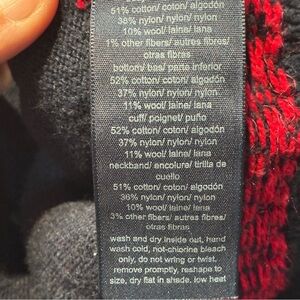 51% cotton/ coton/ algodón
38% nylon/ nylon/ nylon
10% wool/ laine/ lana
1% other fibers/ autres fibras/
otras fibras
bottom/ bas/ parte inferior
52% cotton/ coton/ algodón
37% nylon/ nylon/ nylon
11% wool/ laine/ lana
cuff/ poignet/ puño
52% cotton/ coton/ algodón
37% nylon/ nylon/ nylon
11% wool/ laine/ lana
neckband/ encolure/ tirilla de
cuello
51% cotton/ coton/ algodón
36% nylon/ nylon/ nylon
10% wool/ laine/ lana
3% other fibers/ autres fibras/
otras fibras
wash and dry inside out, hand
wash cold, not-chlorine bleach
only, do not wring or twist,
remove promptly, reshape to
size, dry flat in shade, low heat